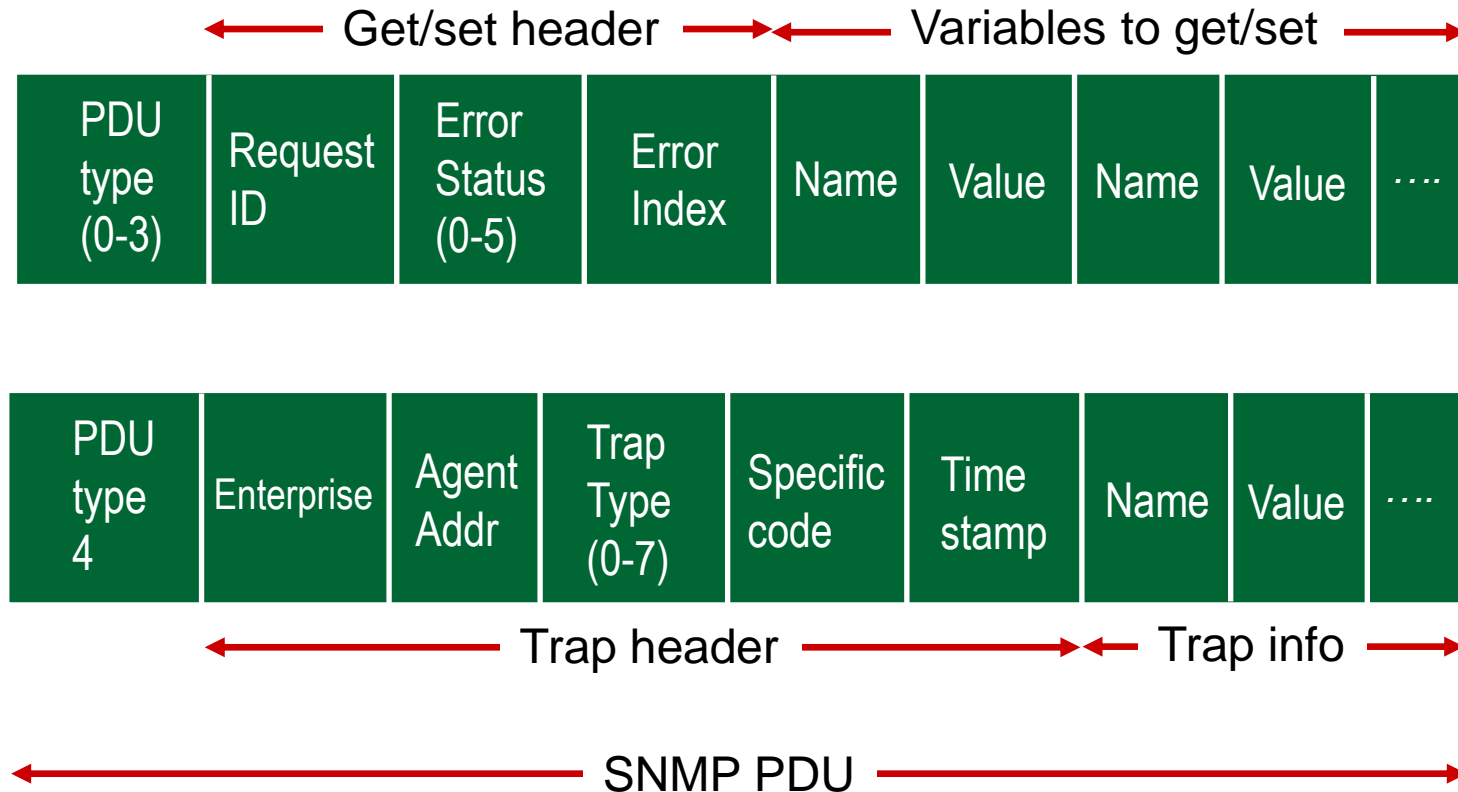 Get/set header
Variables to get/set
PDU
type
(0-3)
Request
ID
Error
Status
(0-5)
Error
Index
Name
Value
Name
Value
....
PDU
type
4
Enterprise
Agent
Addr
Trap
Type
(0-7)
Specific
code
Time
stamp
Name
Value
....
Trap header
Trap info
SNMP PDU